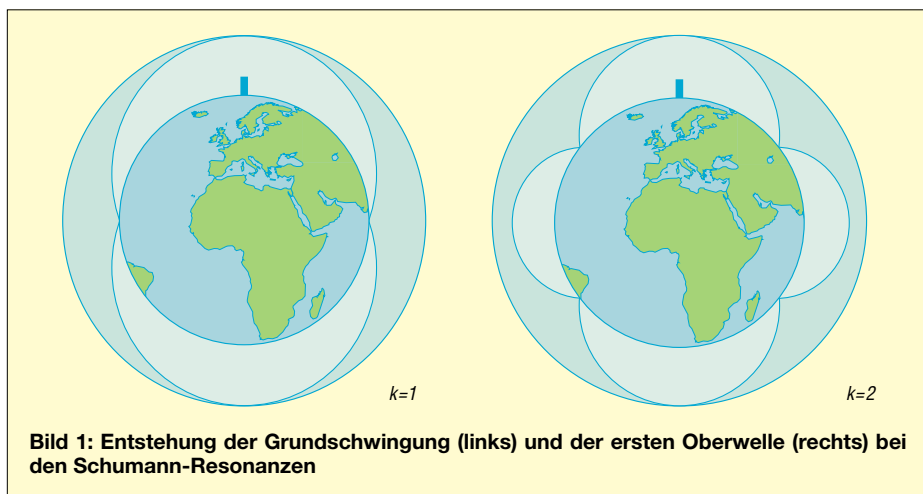 k=1
k=2
Bild 1: Entstehung der Grundschwingung (links) und der ersten Oberwelle (rechts) bei
den Schumann-Resonanzen